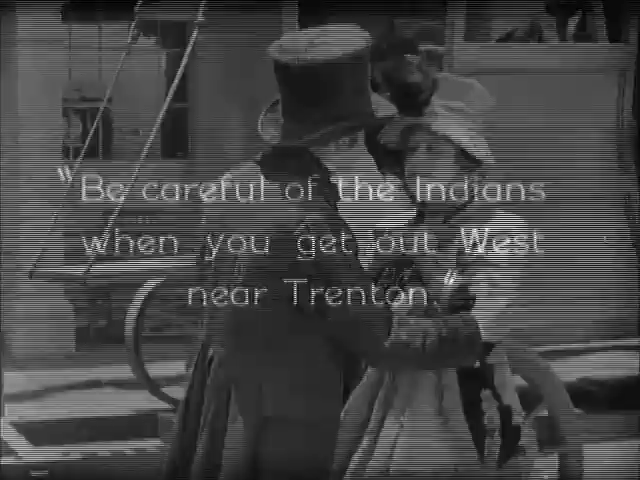 "Be careful of the Indians
when you get out West
near Trenton."